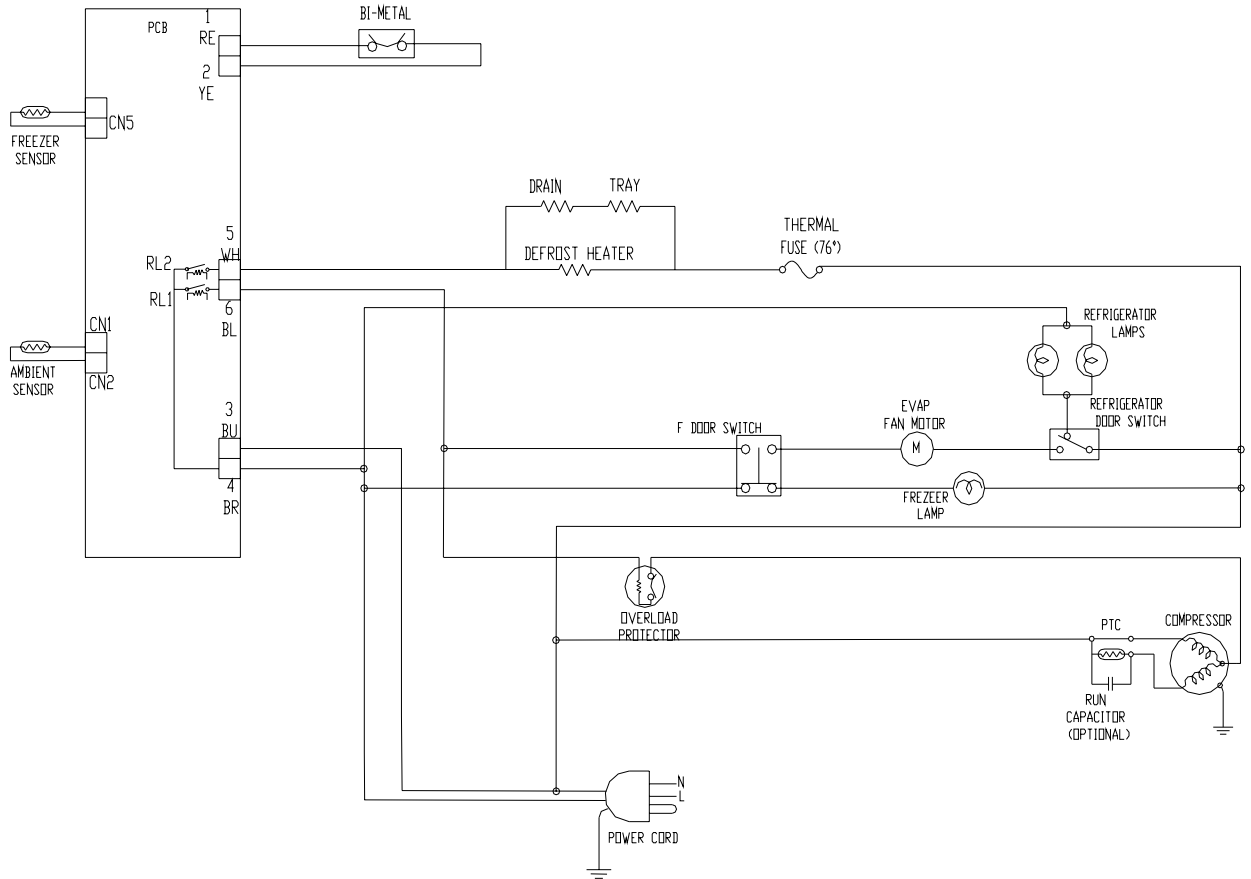 BI-METAL
1
PCB
RE
2
YE
CN5
FREEZER
SENSOR
DRAIN TRAY
THERMAL
FUSE (76°)
5
WH
DEFROST HEATER
RL2
RL1
6
BL
REFRIGERATOR
LAMPS
CN1
AMBIENT
SENSOR
CN2
3
BU
EVAP
FAN MOTOR
REFRIGERATOR
DOOR SWITCH
F DOOR SWITCH
M
4
BR
FREZEER
LAMP
OVERLOAD
PROTECTOR
PTC
COMPRESSOR
RUN
CAPACITOR
(OPTIONAL)
N
L
POWER CORD